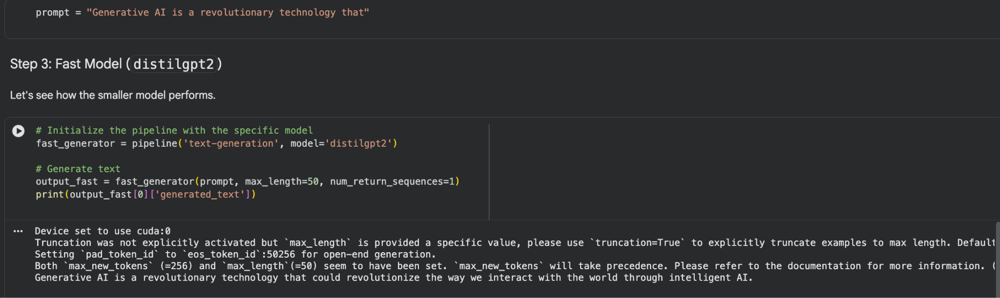 prompt = "Generative AI is a revolutionary technology that"
Step 3: Fast Model (distilgpt2)
Let's see how the smaller model performs.
# Initialize the pipeline with the specific model
fast_generator = pipeline('text-generation', model='distilgpt2')
# Generate text
output_fast = fast_generator(prompt, max_length=50, num_return_sequences=1)
print(output_fast[0]['generated_text'])
Device set to use cuda:0
Truncation was not explicitly activated but `max_length` is provided a specific value, please use `truncation=True` to explicitly truncate examples to max length. Default
Setting `pad_token_id` to `eos_token_id`:50256 for open-end generation.
Both `max_new_tokens` (=256) and `max_length`(=50) seem to have been set. `max_new_tokens` will take precedence. Please refer to the documentation for more information. (
Generative AI is a revolutionary technology that could revolutionize the way we interact with the world through intelligent AI.